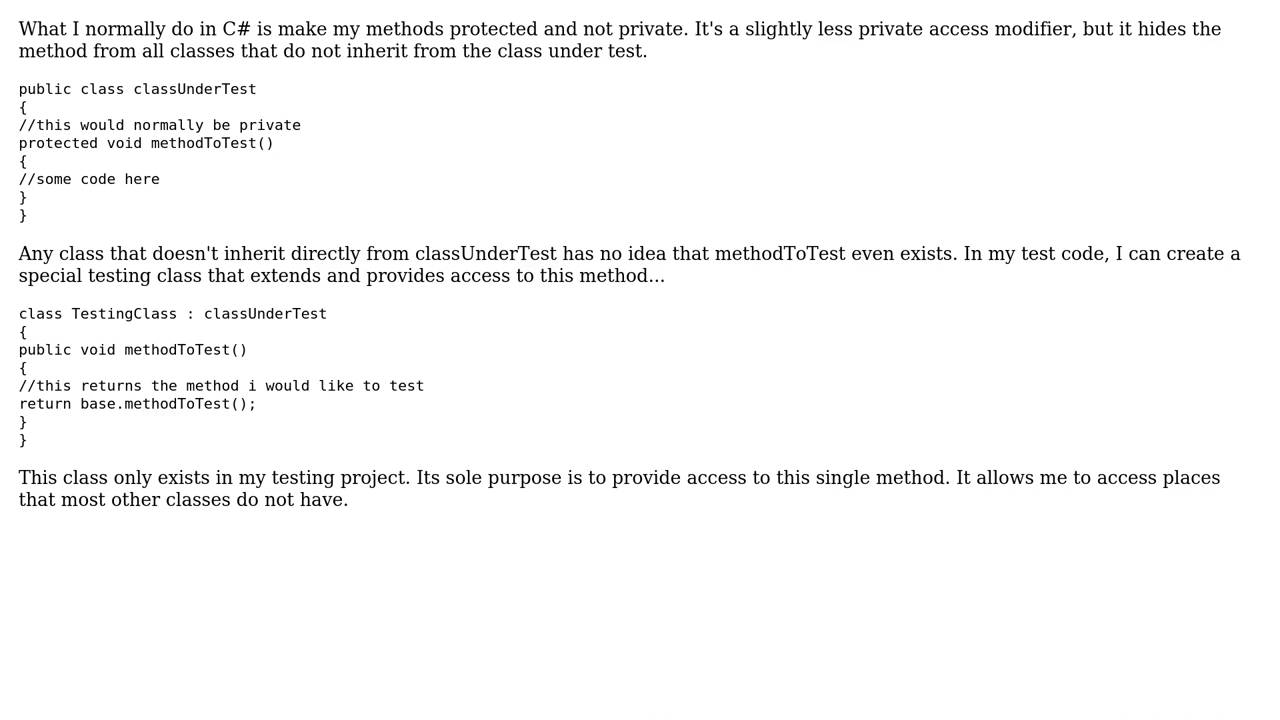 What I normally do in C# is make my methods protected and not private. It's a slightly less private access modifier, but it hides the
method from all classes that do not inherit from the class under test.
public class classUnderTest
{
//this would normally be private
protected void methodToTest()
{
//some code here
}
}
Any class that doesn't inherit directly from classUnderTest has no idea that methodToTest even exists. In my test code, I can create a
special testing class that extends and provides access to this method...
class TestingClass : classUnderTest
{
public void methodToTest()
{
//this returns the method i would like to test
return base.methodToTest();
}
}
This class only exists in my testing project. Its sole purpose is to provide access to this single method. It allows me to access places
that most other classes do not have.